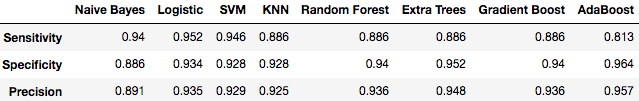 Naive Bayes Logistic SVM KNN Random Forest Extra Trees Gradient Boost AdaBoost
Sensitivity 0.94 0.952 0.946 0.886 0.886 0.886 0.886 0.813
Specificity 0.886 0.934 0.928 0.928 0.94 0.952 0.94 0.964
Precision 0.891 0.935 0.929 0.925 0.936 0.948 0.936 0.957